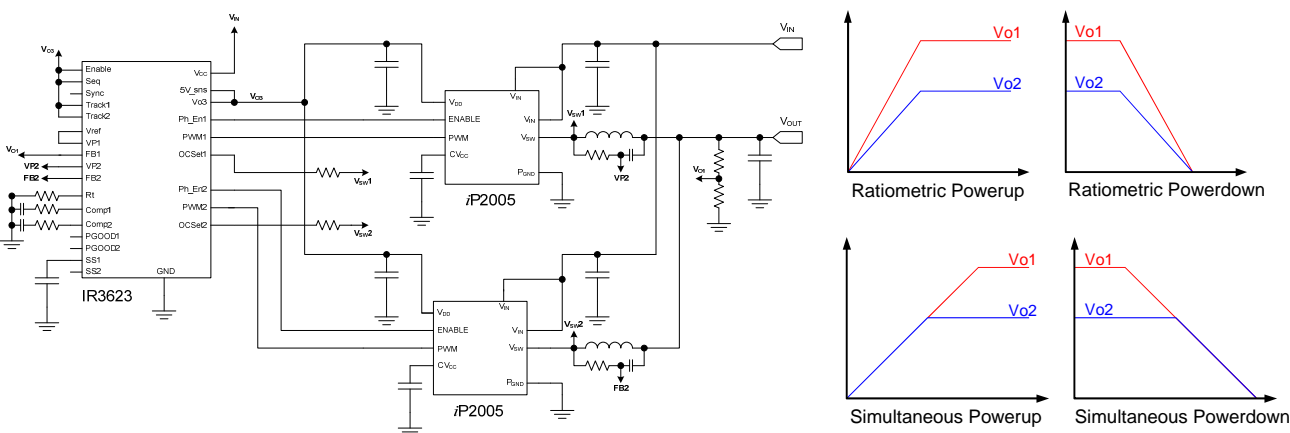 VIN
VO3
Enable
Seq
Sync
Track1
Track2
Vref
VP1
FB1
VP2
FB2
Rt
Comp1
Comp2
PGOOD1
PGOOD2
SS1
SS2
VCC
5V_sns
Vo3
Ph_En1
PWM1
OCSet1
Ph_En2
PWM2
OCSet2
GND
IR3623
VO1
VP2
FB2
VO3
VSW1
VSW2
VDD
ENABLE
PWM
CVCC
VIN
VIN
VSW
PGND
iP2005
VSW1
VP2
VIN
VOUT
VO1
VDD
ENABLE
PWM
CVCC
VIN
VIN
VSW
PGND
iP2005
VSW2
FB2
Vo1
Vo2
Ratiometric Powerup
Vo1
Vo2
Ratiometric Powerdown
Vo1
Vo2
Simultaneous Powerup
Vo1
Vo2
Simultaneous Powerdown